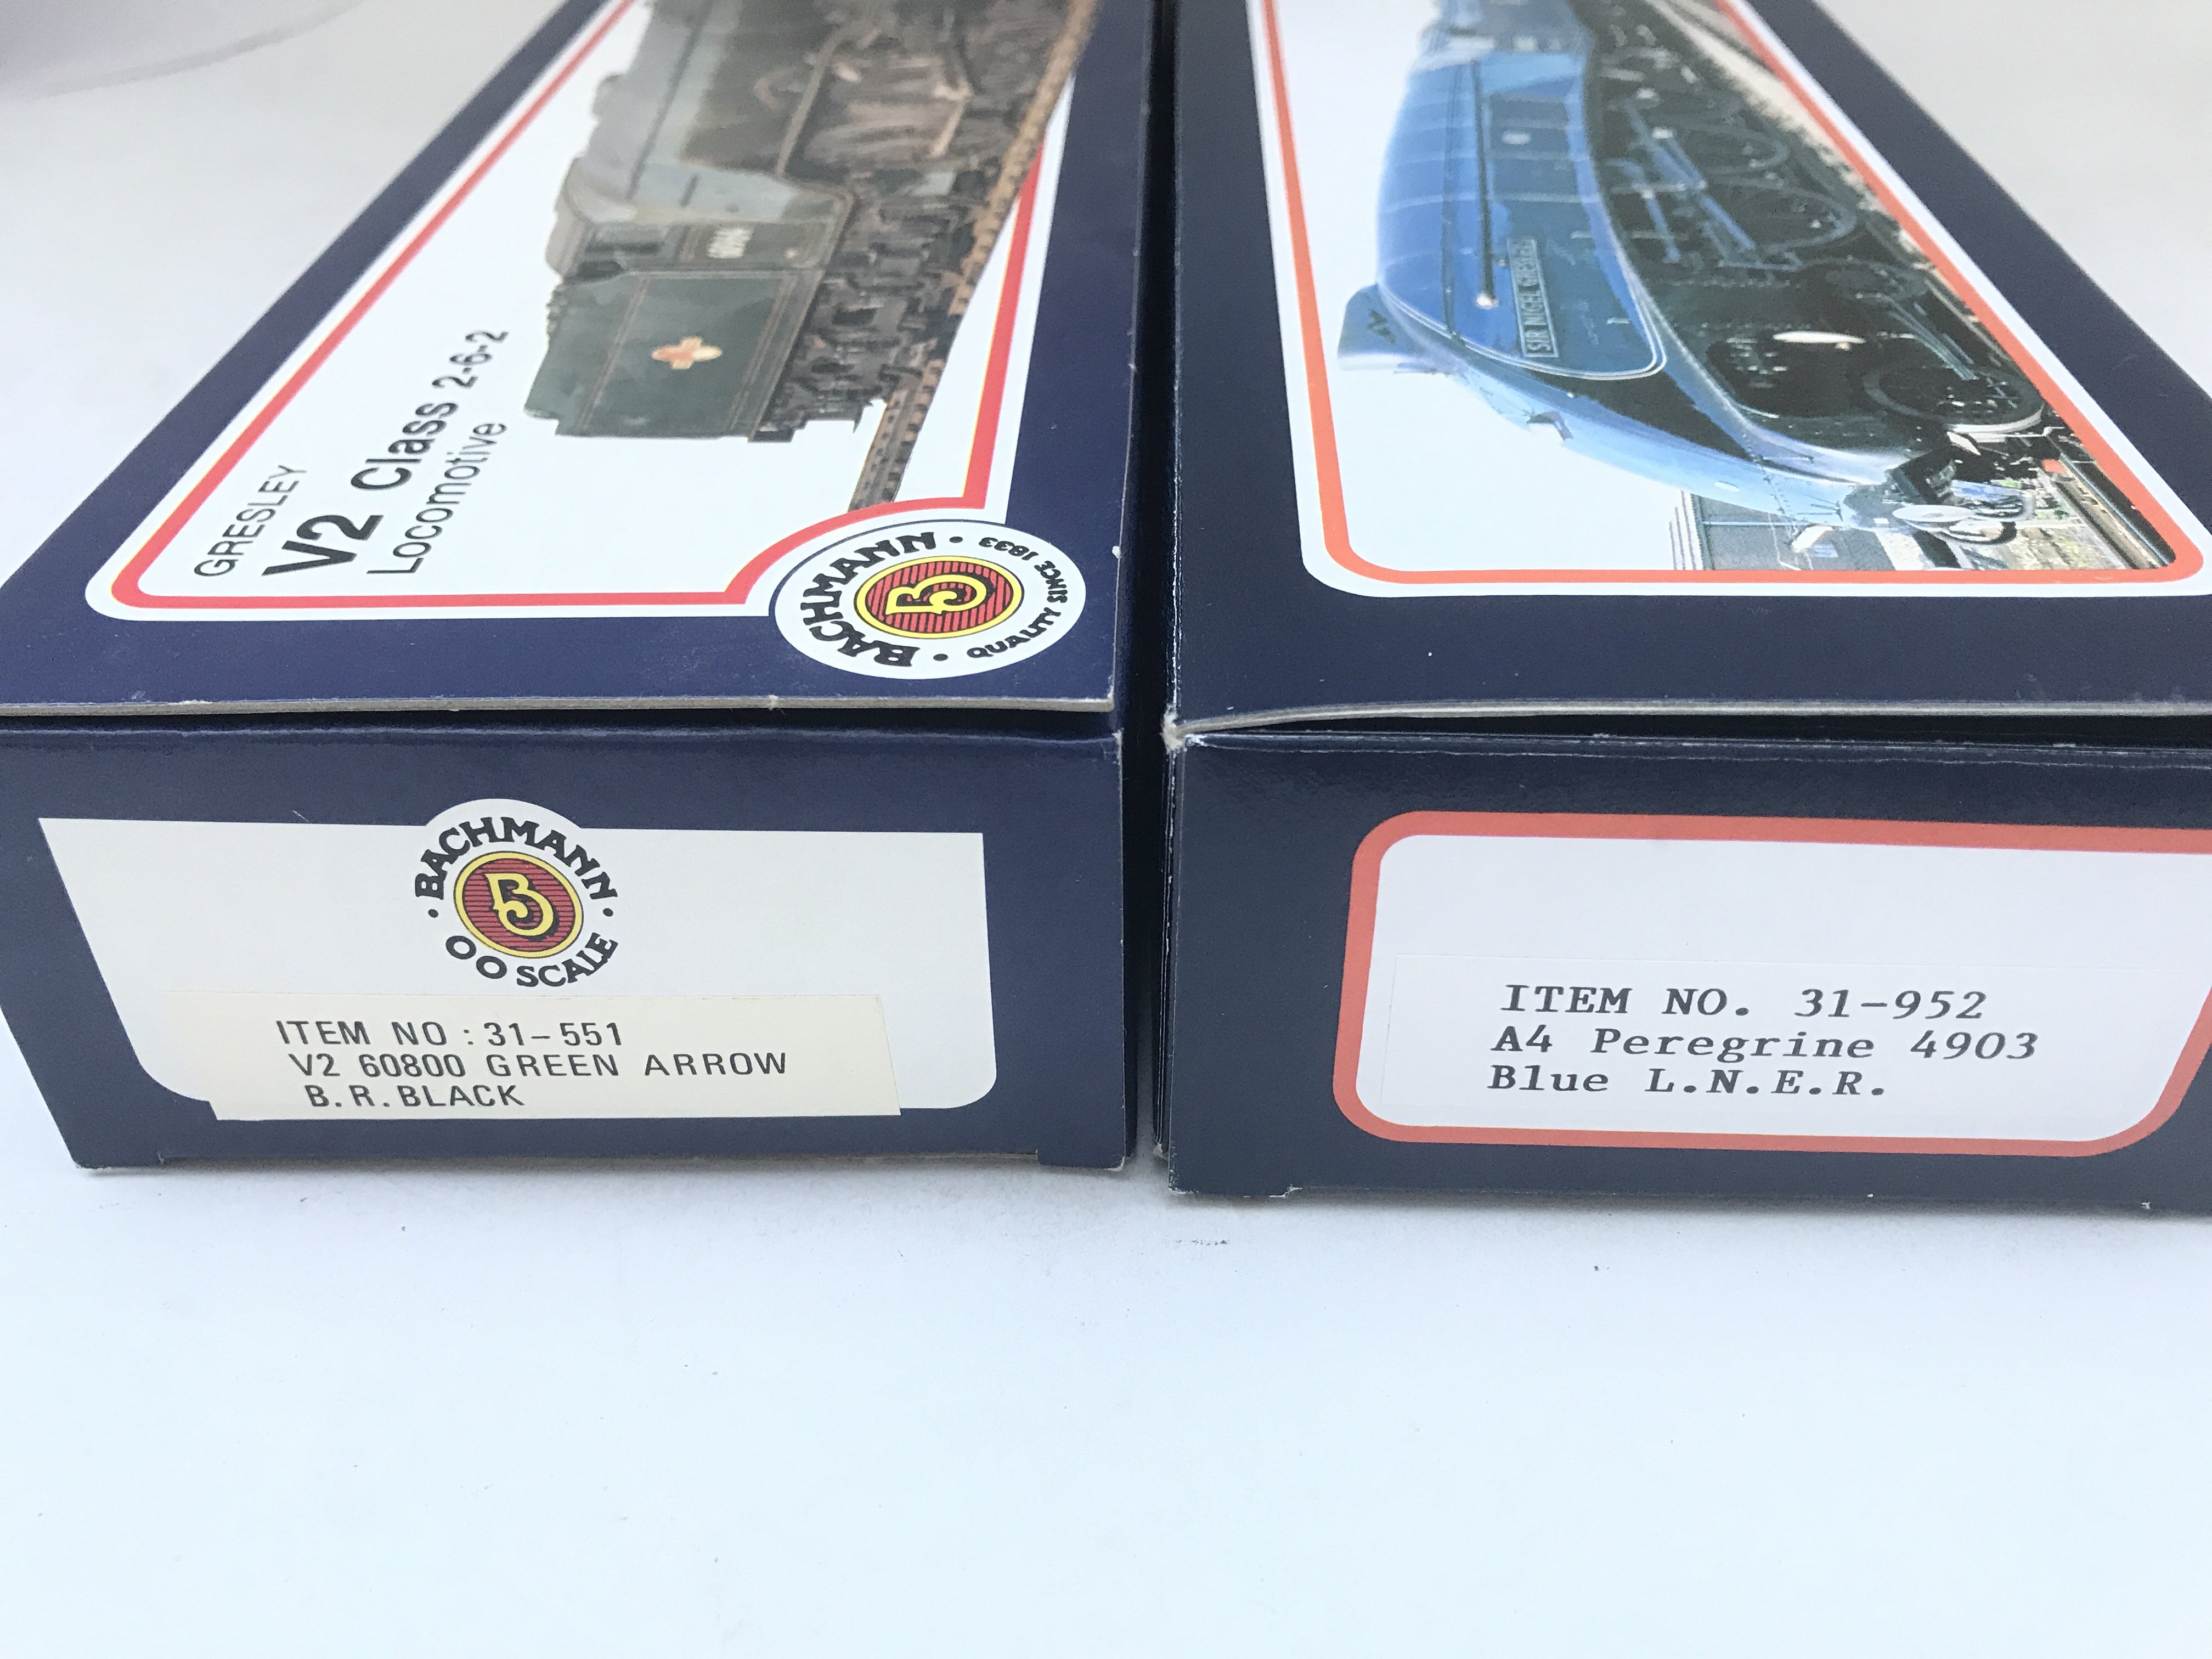 GRESLEY
V2 Class 2-6-2
Locomotive
BACHMANN
QUALITY SINCE 1833
SIR NIGEL GRESLEY
BACHMANN
OO SCALE
ITEM NO : 31-551
V2 60800 GREEN ARROW
B.R.BLACK
ITEM NO. 31-952
A4 Peregrine 4903
Blue L.N.E.R.